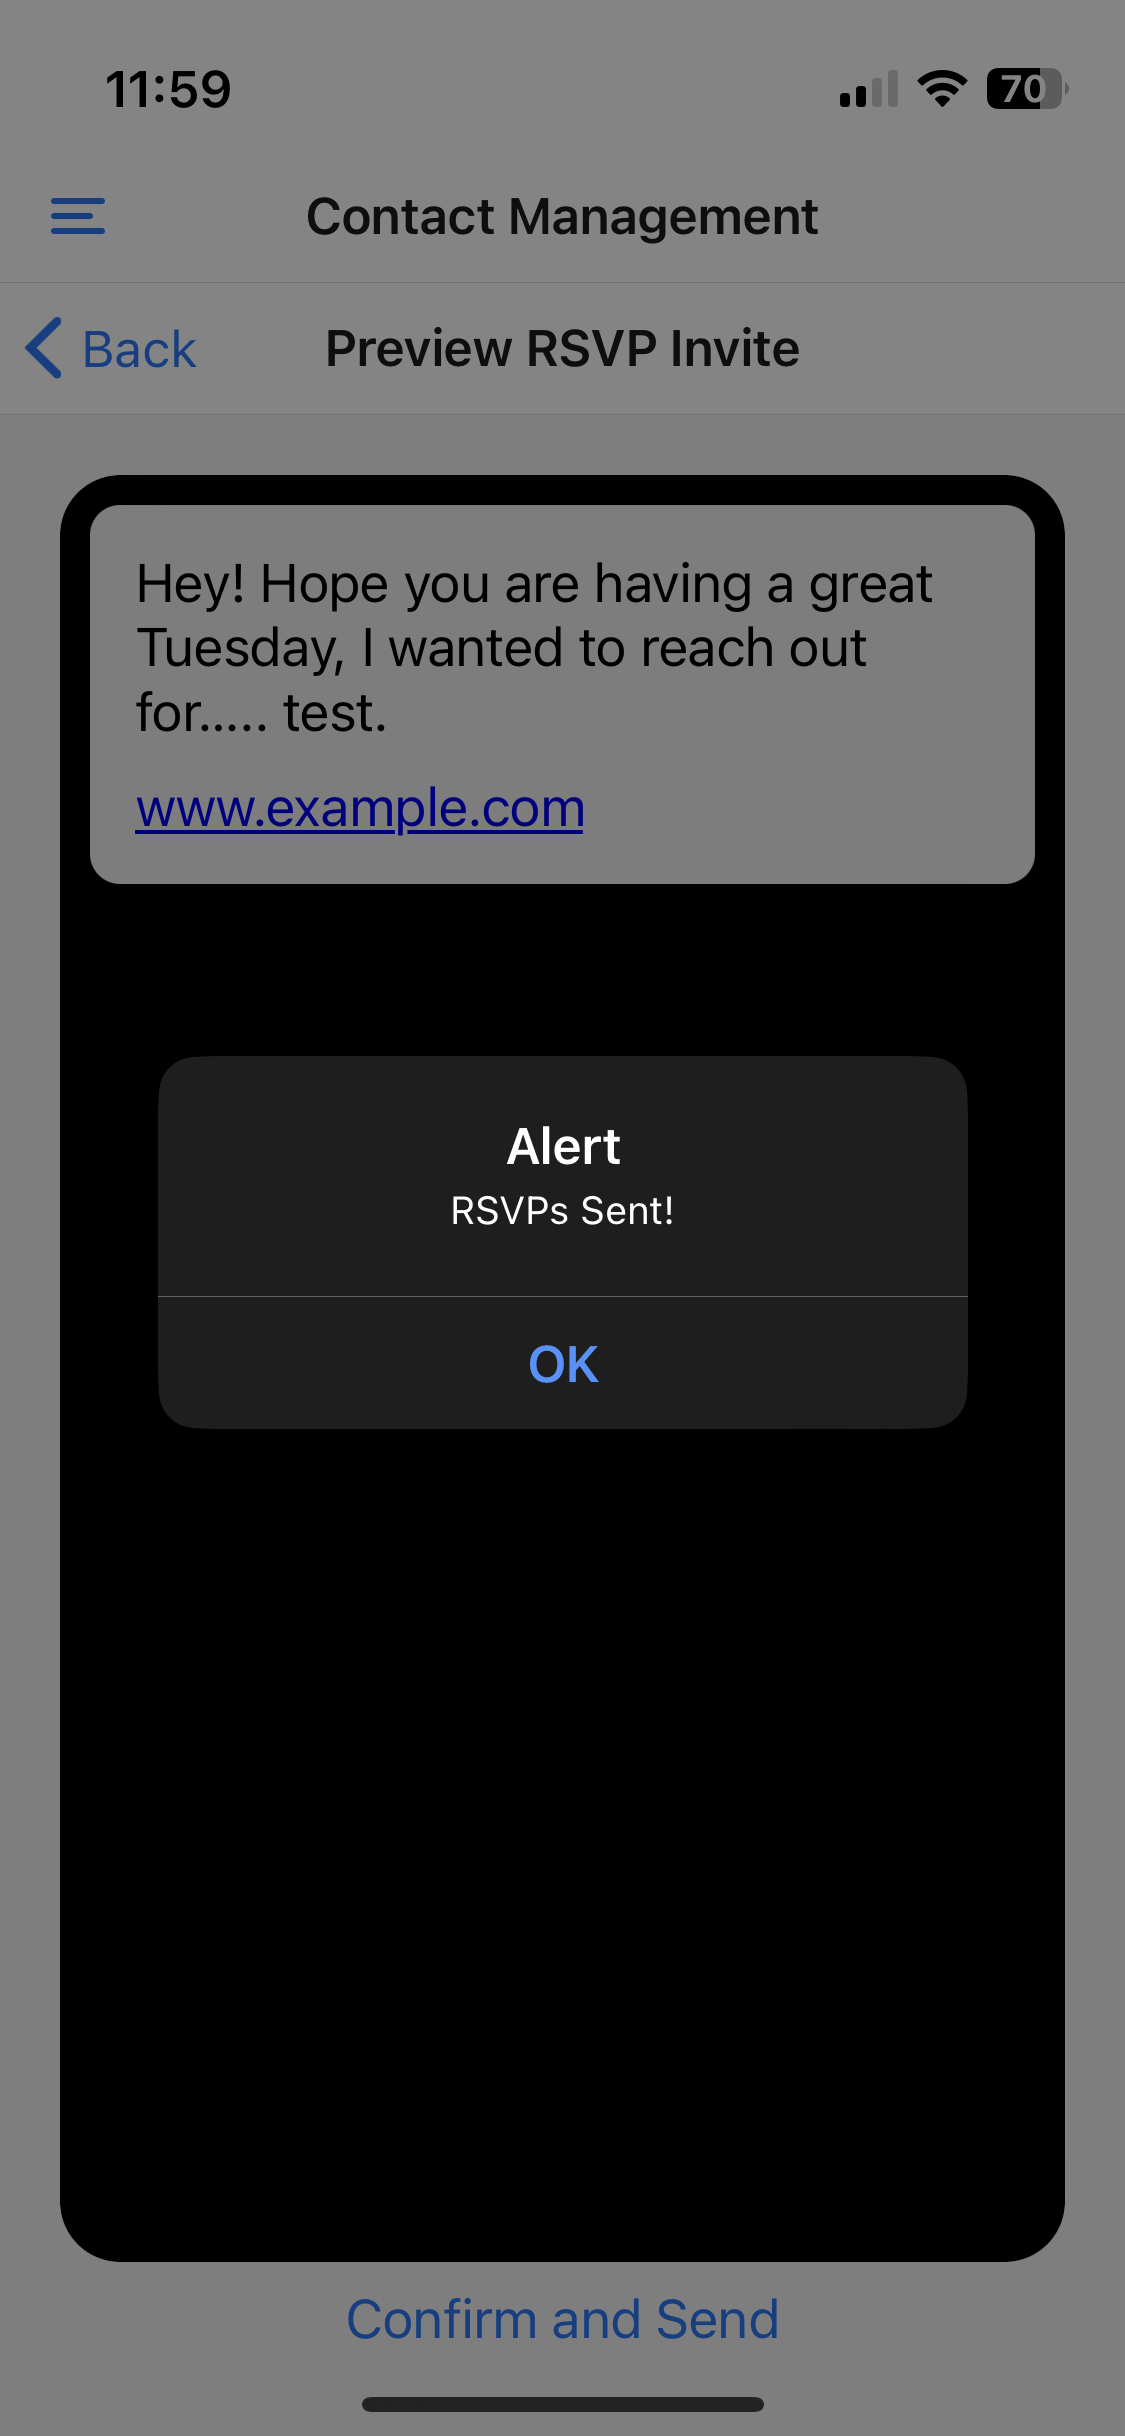 11:59
70
Contact Management
Back
Preview RSVP Invite
Hey! Hope you are having a great
Tuesday, I wanted to reach out
for..... test.
www.example.com
Alert
RSVPs Sent!
OK
Confirm and Send